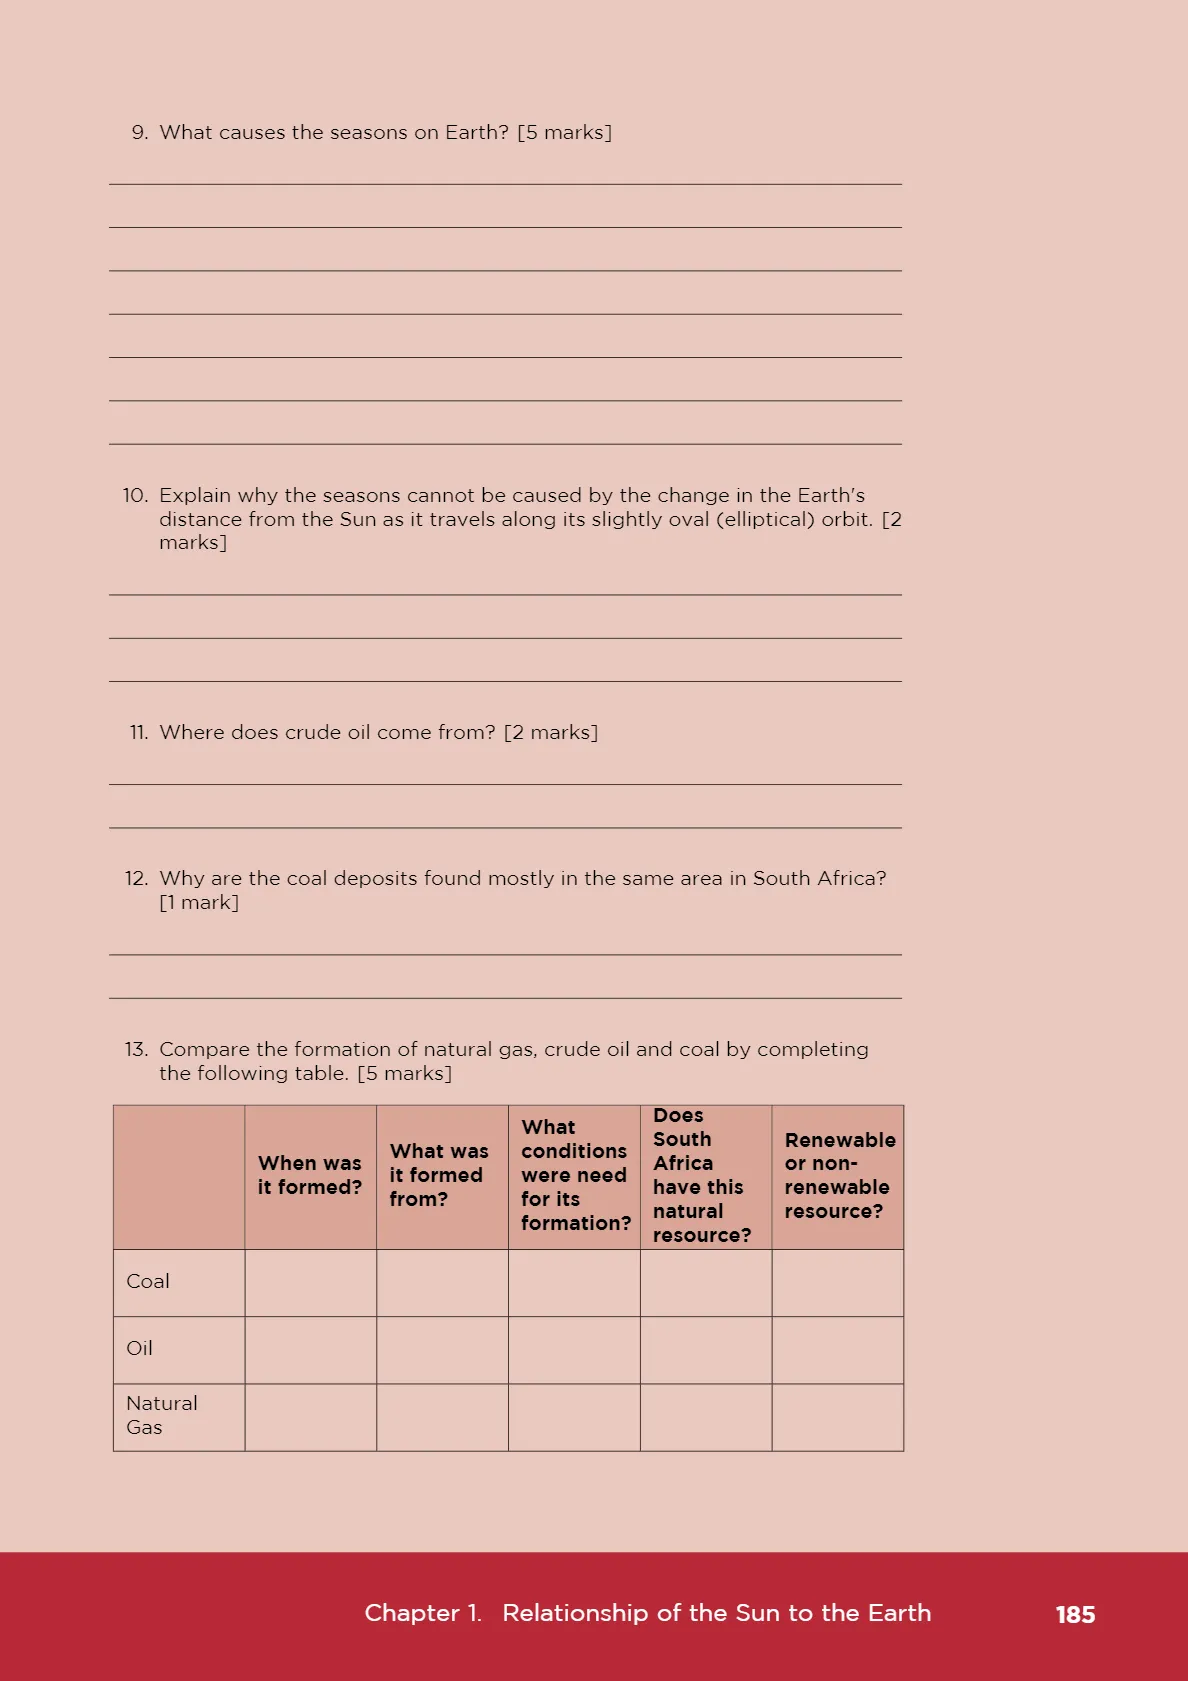 9. What causes the seasons on Earth? [5 marks]
10. Explain why the seasons cannot be caused by the change in the Earth's
distance from the Sun as it travels along its slightly oval (elliptical) orbit. [2
marks]
11. Where does crude oil come from? [2 marks]
12. Why are the coal deposits found mostly in the same area in South Africa?
[1 mark]
13. Compare the formation of natural gas, crude oil and coal by completing
the following table. [5 marks]
When was
it formed?
What was
it formed
from?
What
conditions
were need
for its
formation?
Does
South
Africa
have this
natural
resource?
Renewable
or non-
renewable
resource?
Coal
Oil
Natural
Gas
Chapter 1. Relationship of the Sun to the Earth 185